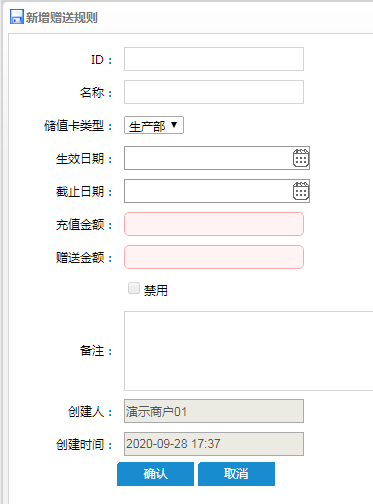 新增赠送规则
ID：
名称：
储值卡类型： 生产部
生效日期：
截止日期：
充值金额：
赠送金额：
禁用
备注：
创建人： 演示商户01
创建时间： 2020-09-28 17:37
确认 取消